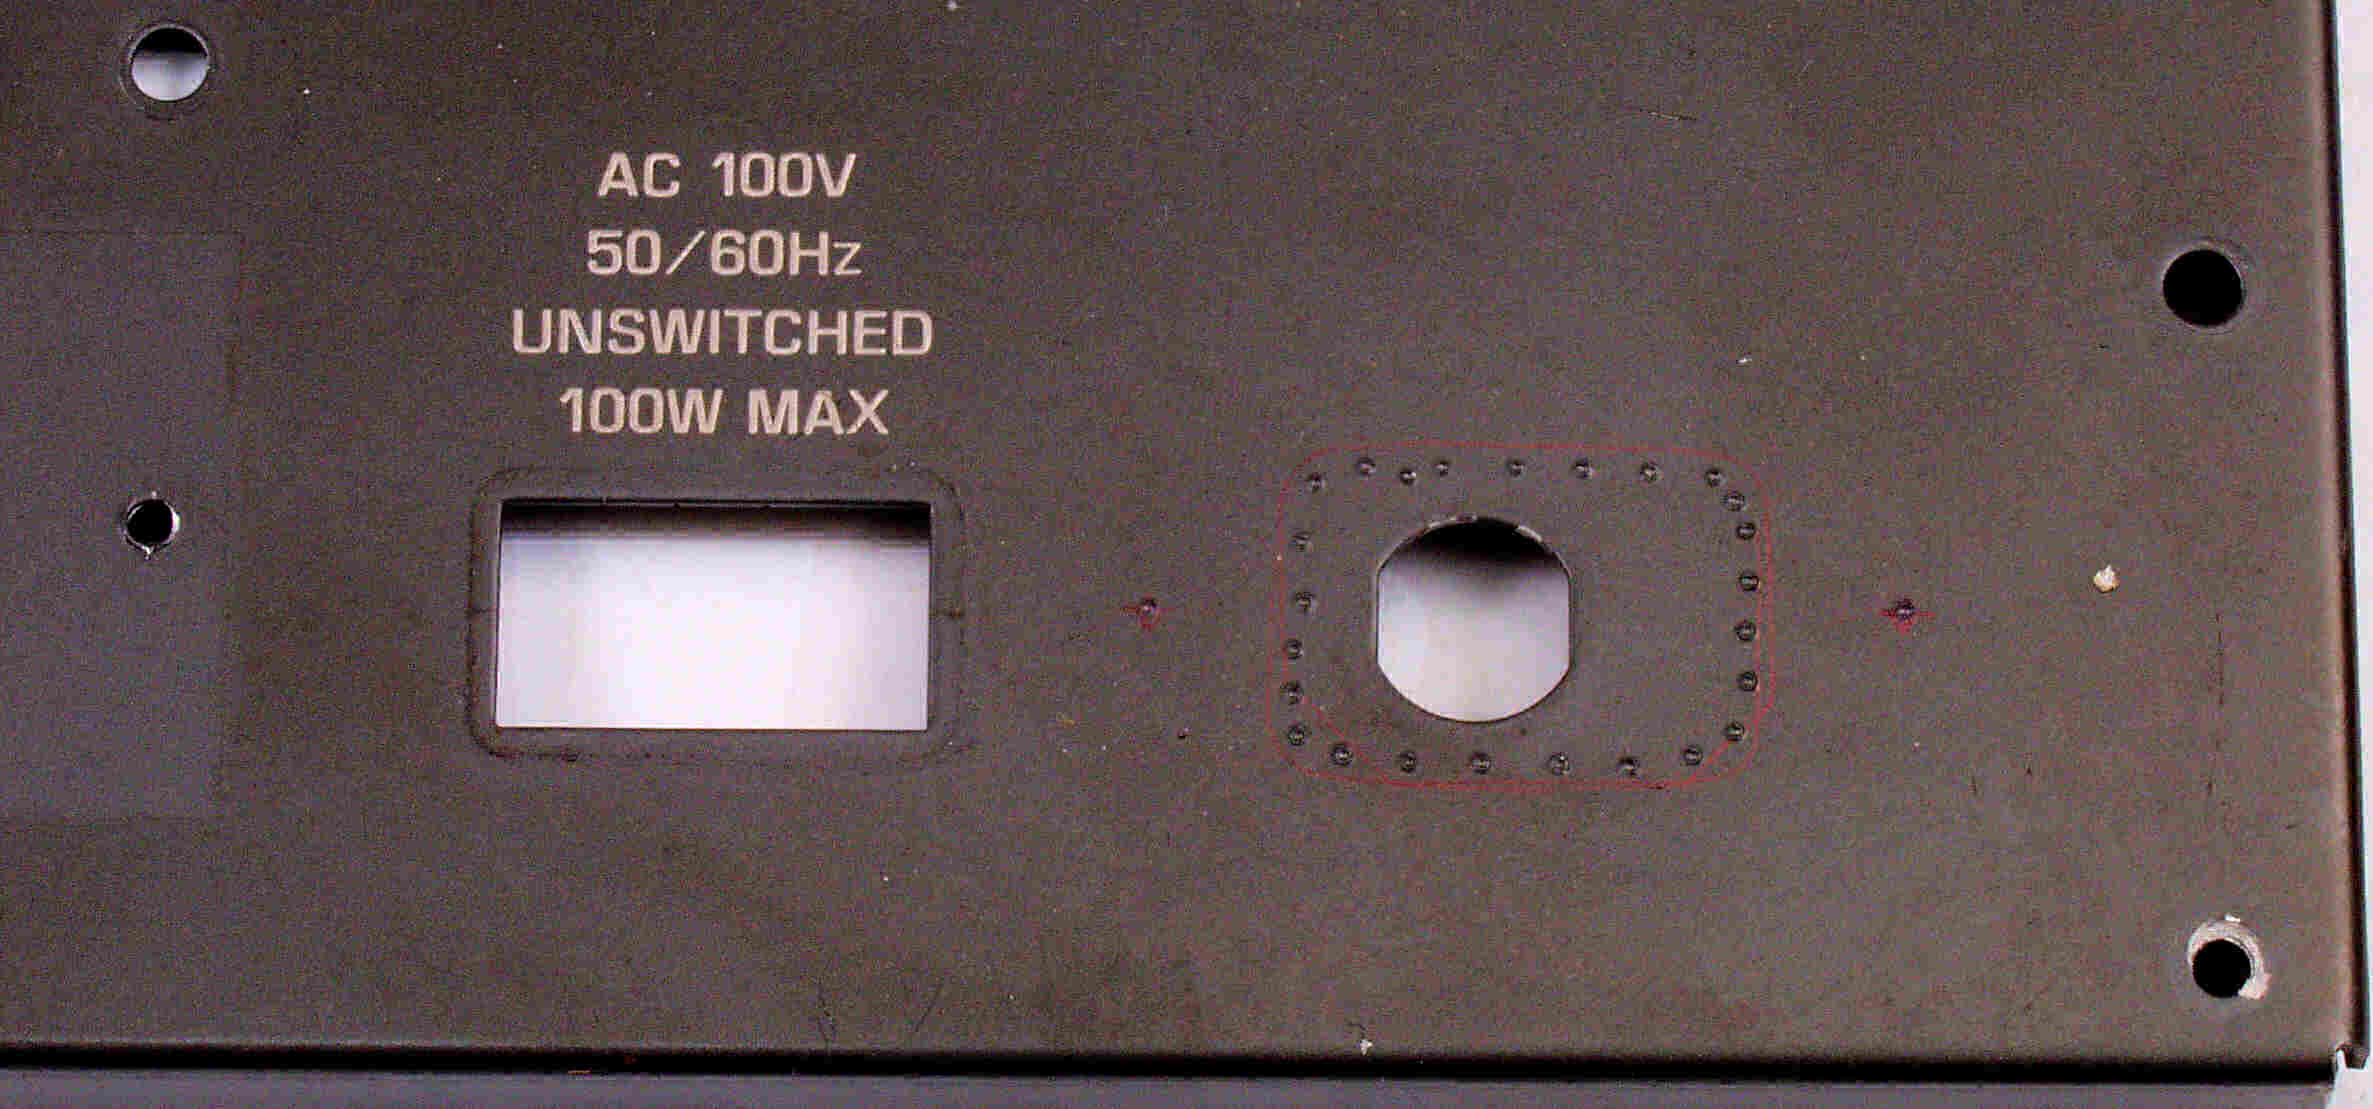 AC 100V
50/60Hz
UNSWITCHED
100W MAX